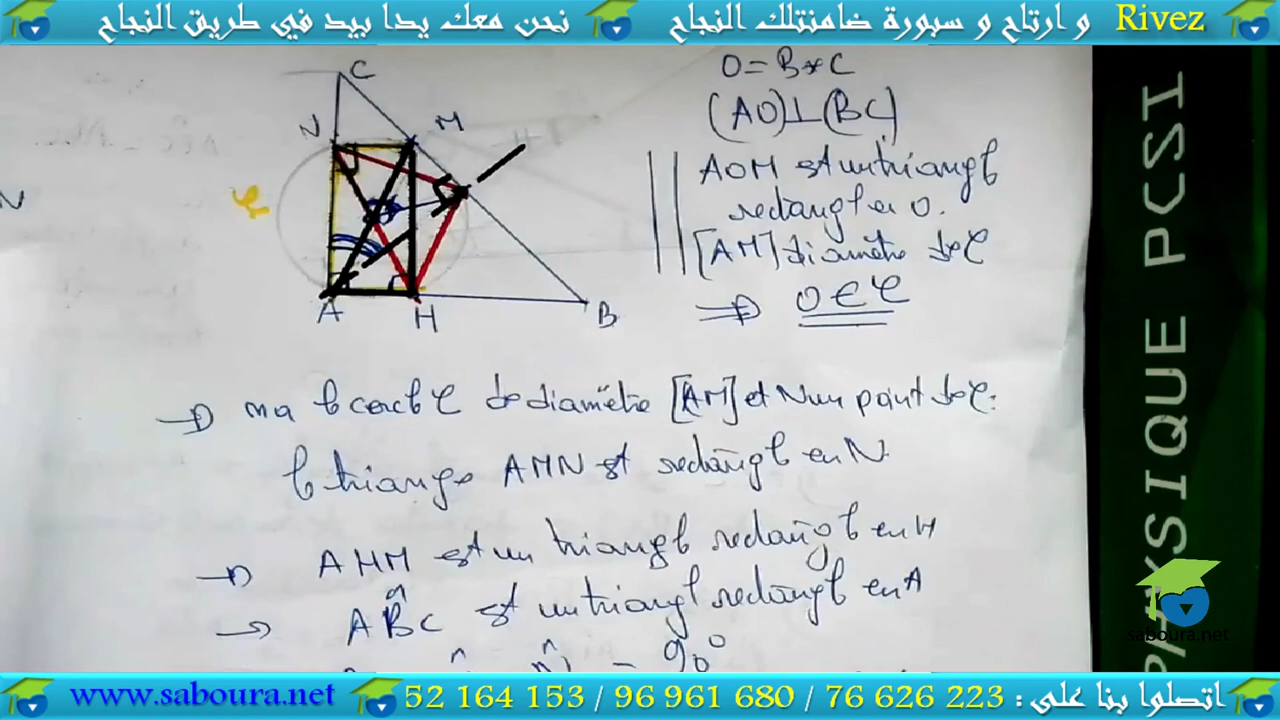 نحن معك يدا بيد في طريق النجاح
و ارتاح و سبورة ضامنتلك النجاح Rivez
C
N M
A H B
O = B * C
(AO)⊥(BC)
AOM est un triangle
rectangle en O.
[AM] diamètre de C
⇒ O ∈ C
→ on a le cercle C de diamètre [AM] et N un point de C.
le triangle AMN est rectangle en N.
→ AHM est un triangle rectangle en H
→ ABC est un triangle rectangle en A
= 90°
PHYSIQUE PCSI
saboura.net
www.saboura.net
52 164 153 / 96 961 680 / 76 626 223 : اتصلوا بنا على